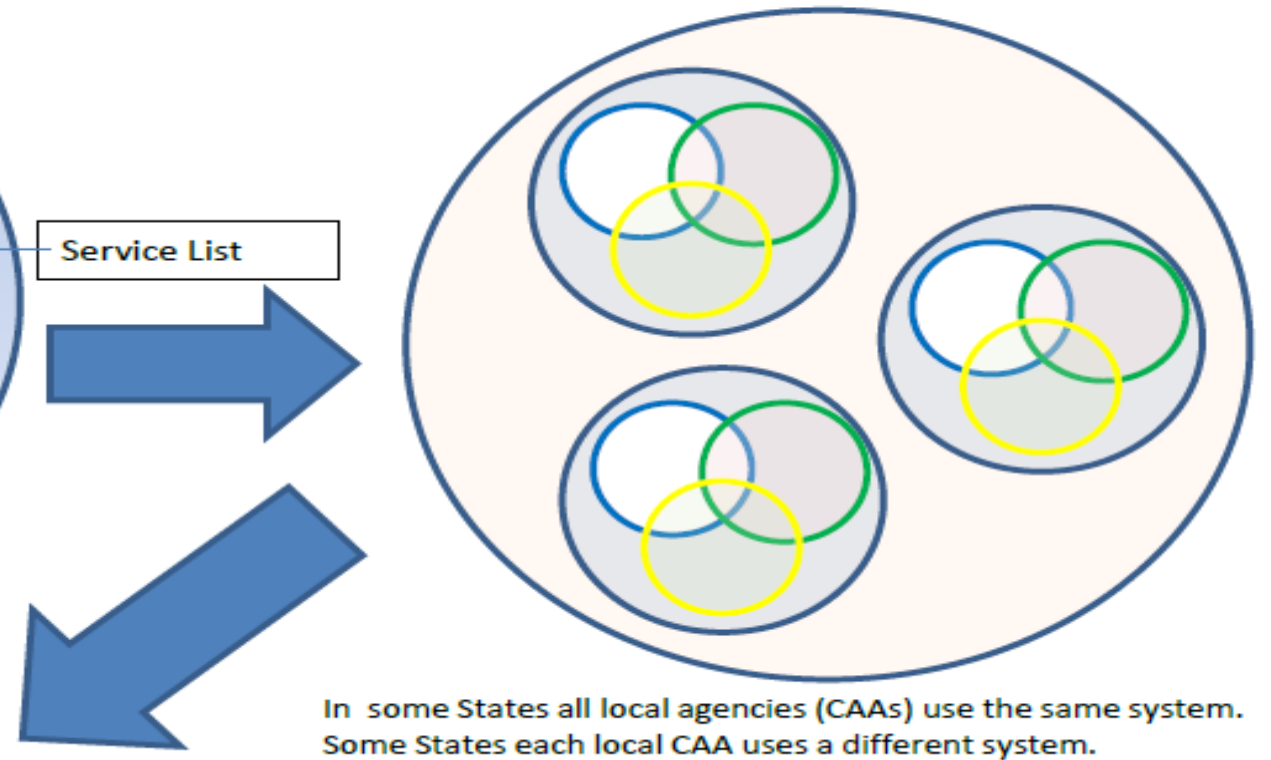 Service List
In  some States all local agencies (CAAs) use the same system.
Some States each local CAA uses a different system.